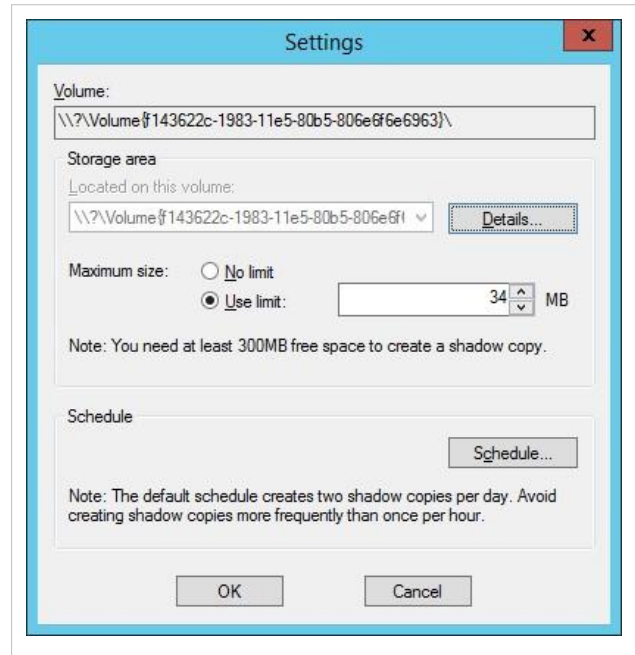 Settings
x
Volume:
\\?\Volume{f143622c-1983-11e5-80b5-806e6f6e6963}\
Storage area
Located on this volume:
\\?\Volume{f143622c-1983-11e5-80b5-806e6f6
Details...
Maximum size:
No limit
Use limit:
34
MB
Note: You need at least 300MB free space to create a shadow copy.
Schedule
Schedule...
Note: The default schedule creates two shadow copies per day. Avoid
creating shadow copies more frequently than once per hour.
OK
Cancel